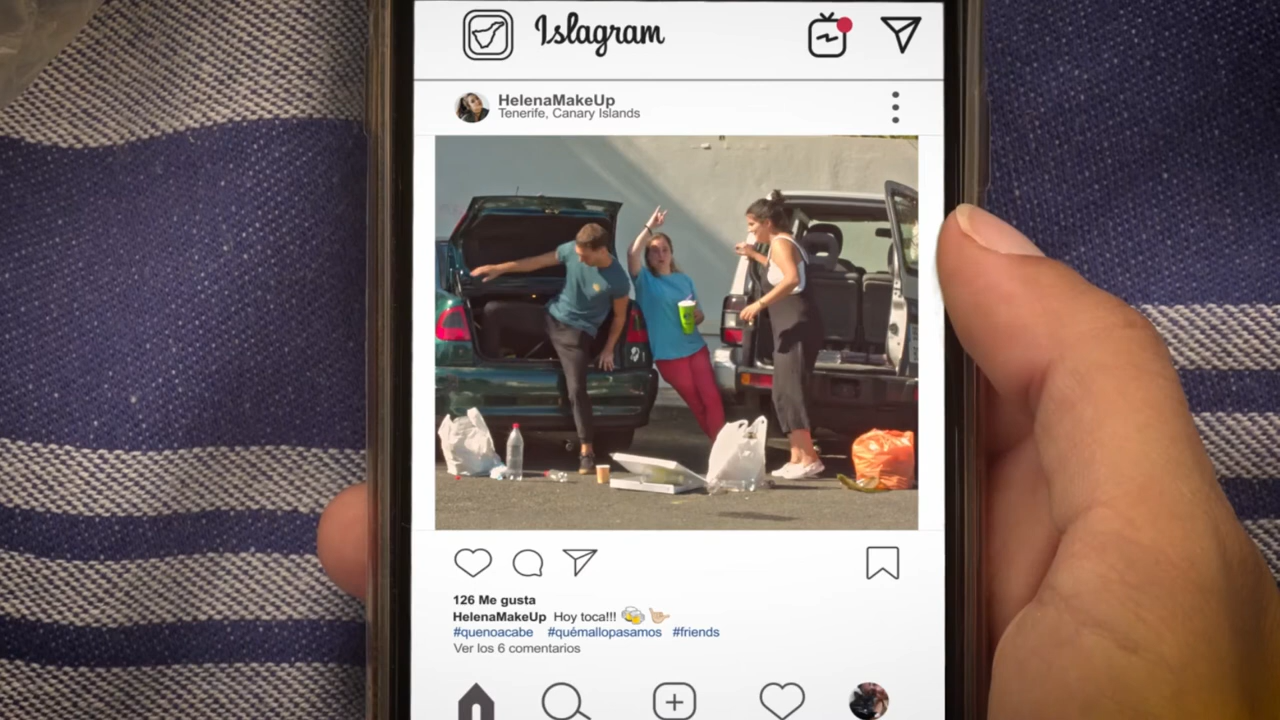 Islagram
HelenaMakeUp
Tenerife, Canary Islands
126 Me gusta
HelenaMakeUp Hoy toca!!!
#quenoacabe #quémallopasamos #friends
Ver los 6 comentarios